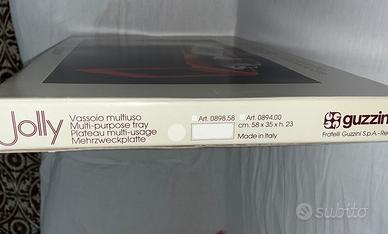 Jolly
Vassoio multiuso
Multi-purpose tray
Plateau multi-usage
Mehrzweckplatte
Art. 0898.58
Art. 0894.00
cm. 58 x 35 x h. 23
Made in Italy
guzzini
Fratelli Guzzini S.p.A.-Re
subito